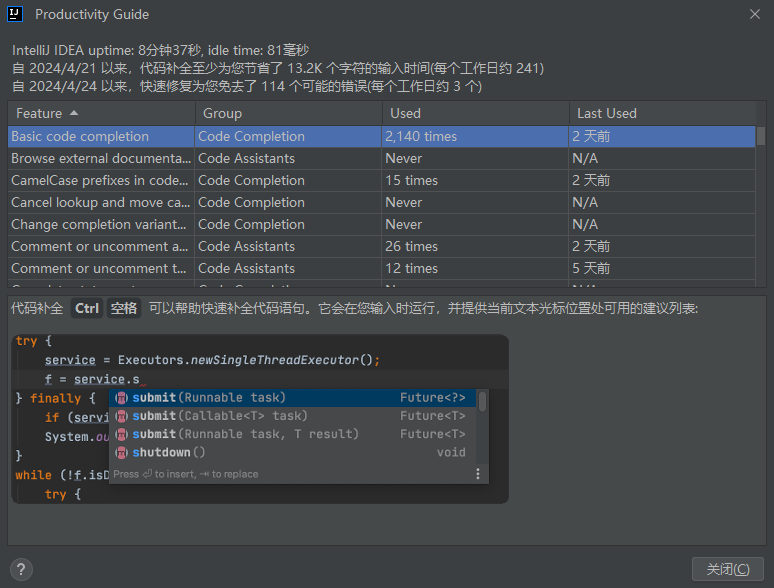 Productivity Guide
IntelliJ IDEA uptime: 8分钟37秒, idle time: 81毫秒
自 2024/4/21 以来，代码补全至少为您节省了 13.2K 个字符的输入时间(每个工作日约 241)
自 2024/4/24 以来，快速修复为您免去了 114 个可能的错误(每个工作日约 3 个)
Feature Group Used Last Used
Basic code completion Code Completion 2,140 times 2 天前
Browse external documenta... Code Assistants Never N/A
CamelCase prefixes in code... Code Completion 15 times 2 天前
Cancel lookup and move ca... Code Completion Never N/A
Change completion variant... Code Completion Never N/A
Comment or uncomment a... Code Assistants 26 times 2 天前
Comment or uncomment t... Code Assistants 12 times 5 天前
代码补全 Ctrl 空格 可以帮助快速补全代码语句。它会在您输入时运行，并提供当前文本光标位置处可用的建议列表:
try {
service = Executors.newSingleThreadExecutor();
f = service.s
} finally {
submit(Runnable task) Future<?>
if (servi
submit(Callable<T> task) Future<T>
System.ou
submit(Runnable task, T result) Future<T>
}
shutdown() void
while (!f.isD
Press ⏎ to insert, ⇥ to replace
try {
?
关闭(C)